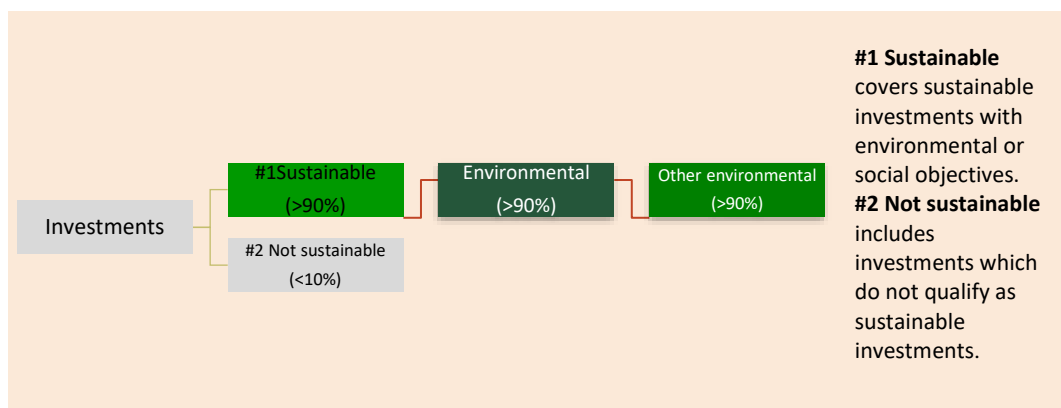 Investments
#1Sustainable
(>90%)
#2 Not sustainable
(<10%)
Environmental
(>90%)
Other environmental
(>90%)
#1 Sustainable
covers sustainable
investments with
environmental or
social objectives.
#2 Not sustainable
includes
investments which
do not qualify as
sustainable
investments.